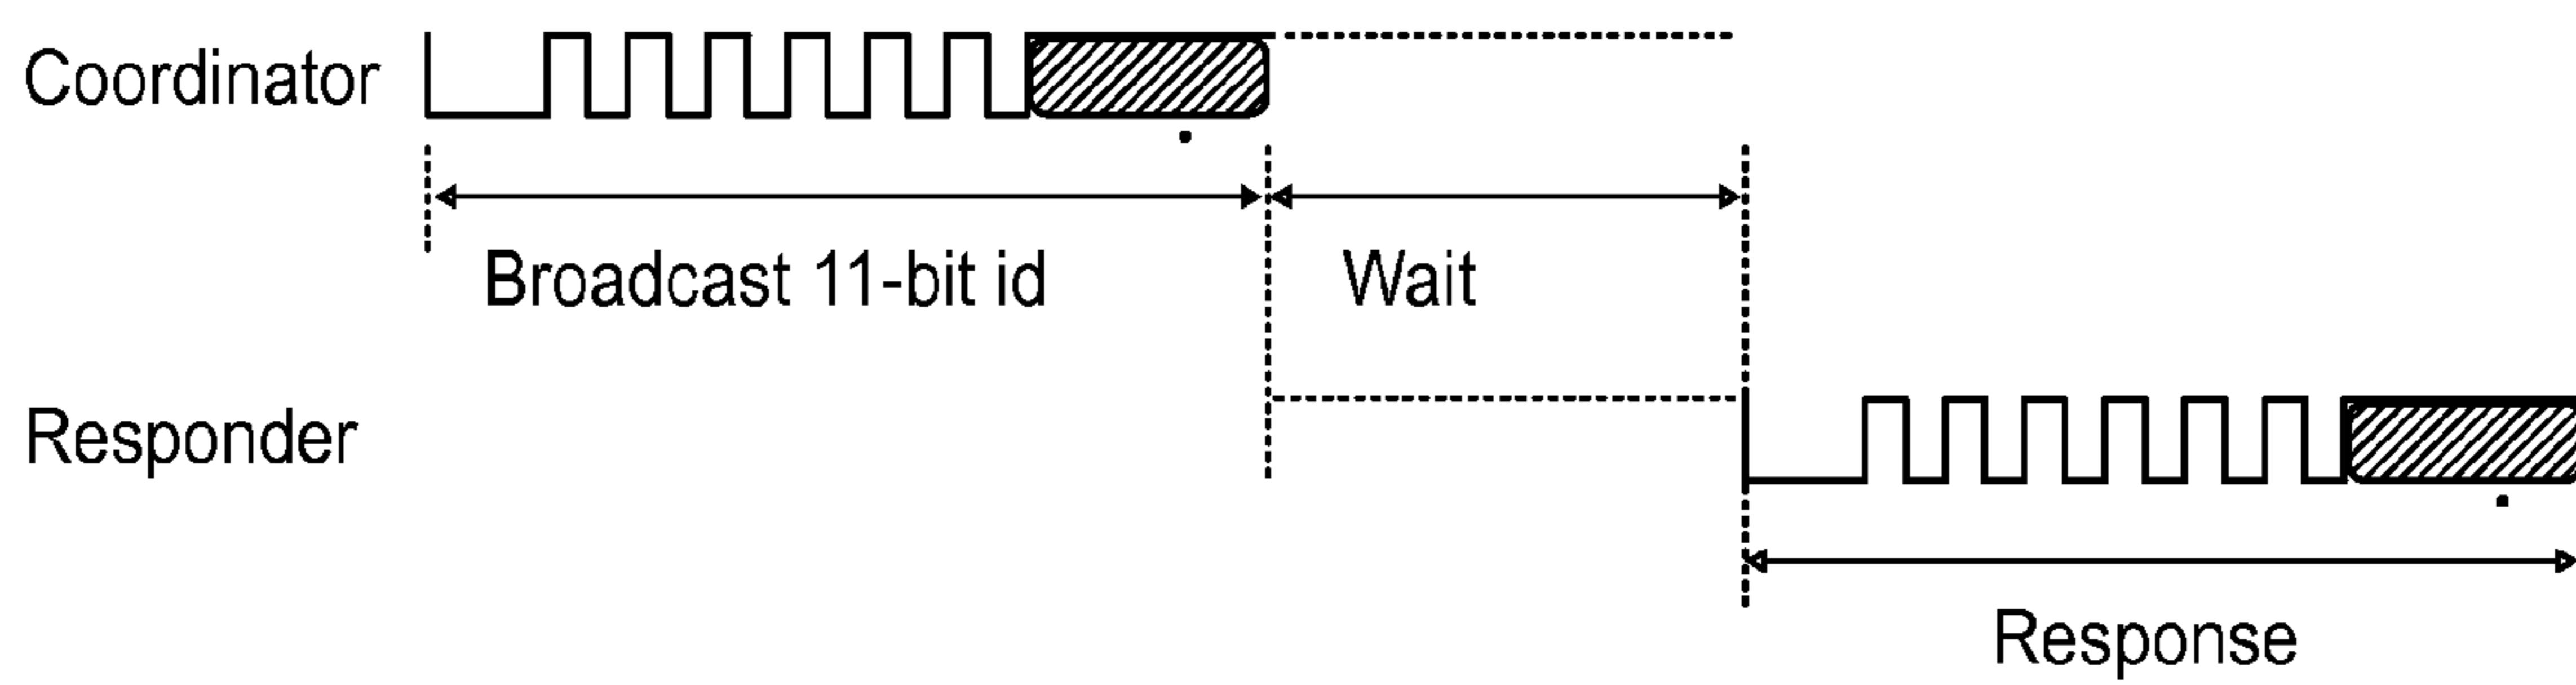 Coordinator
Broadcast 11-bit id
Wait
Responder
Response